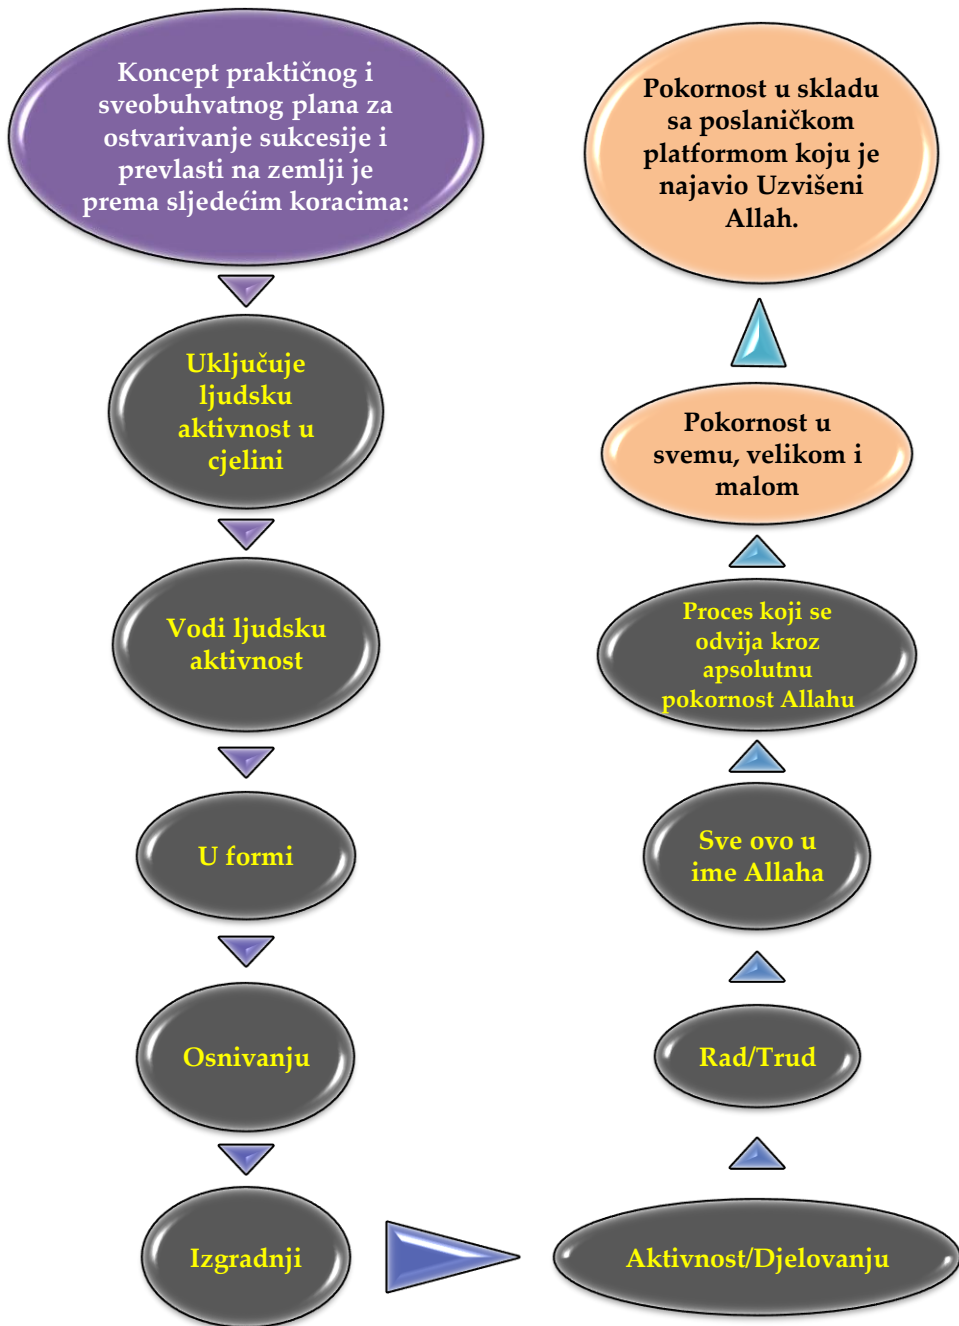 Koncept praktičnog i
sveobuhvatnog plana za
ostvarivanje sukcesije i
prevlasti na zemlji je
prema sljedećim koracima:
Uključuje
ljudsku
aktivnost u
cjelini
Vodi ljudsku
aktivnost
U formi
Osnivanju
Izgradnji
Aktivnost/Djelovanju
Rad/Trud
Sve ovo u
ime Allaha
Proces koji se
odvija kroz
apsolutnu
pokornost Allahu
Pokornost u
svemu, velikom i
malom
Pokornost u skladu
sa poslaničkom
platformom koju je
najavio Uzvišeni
Allah.